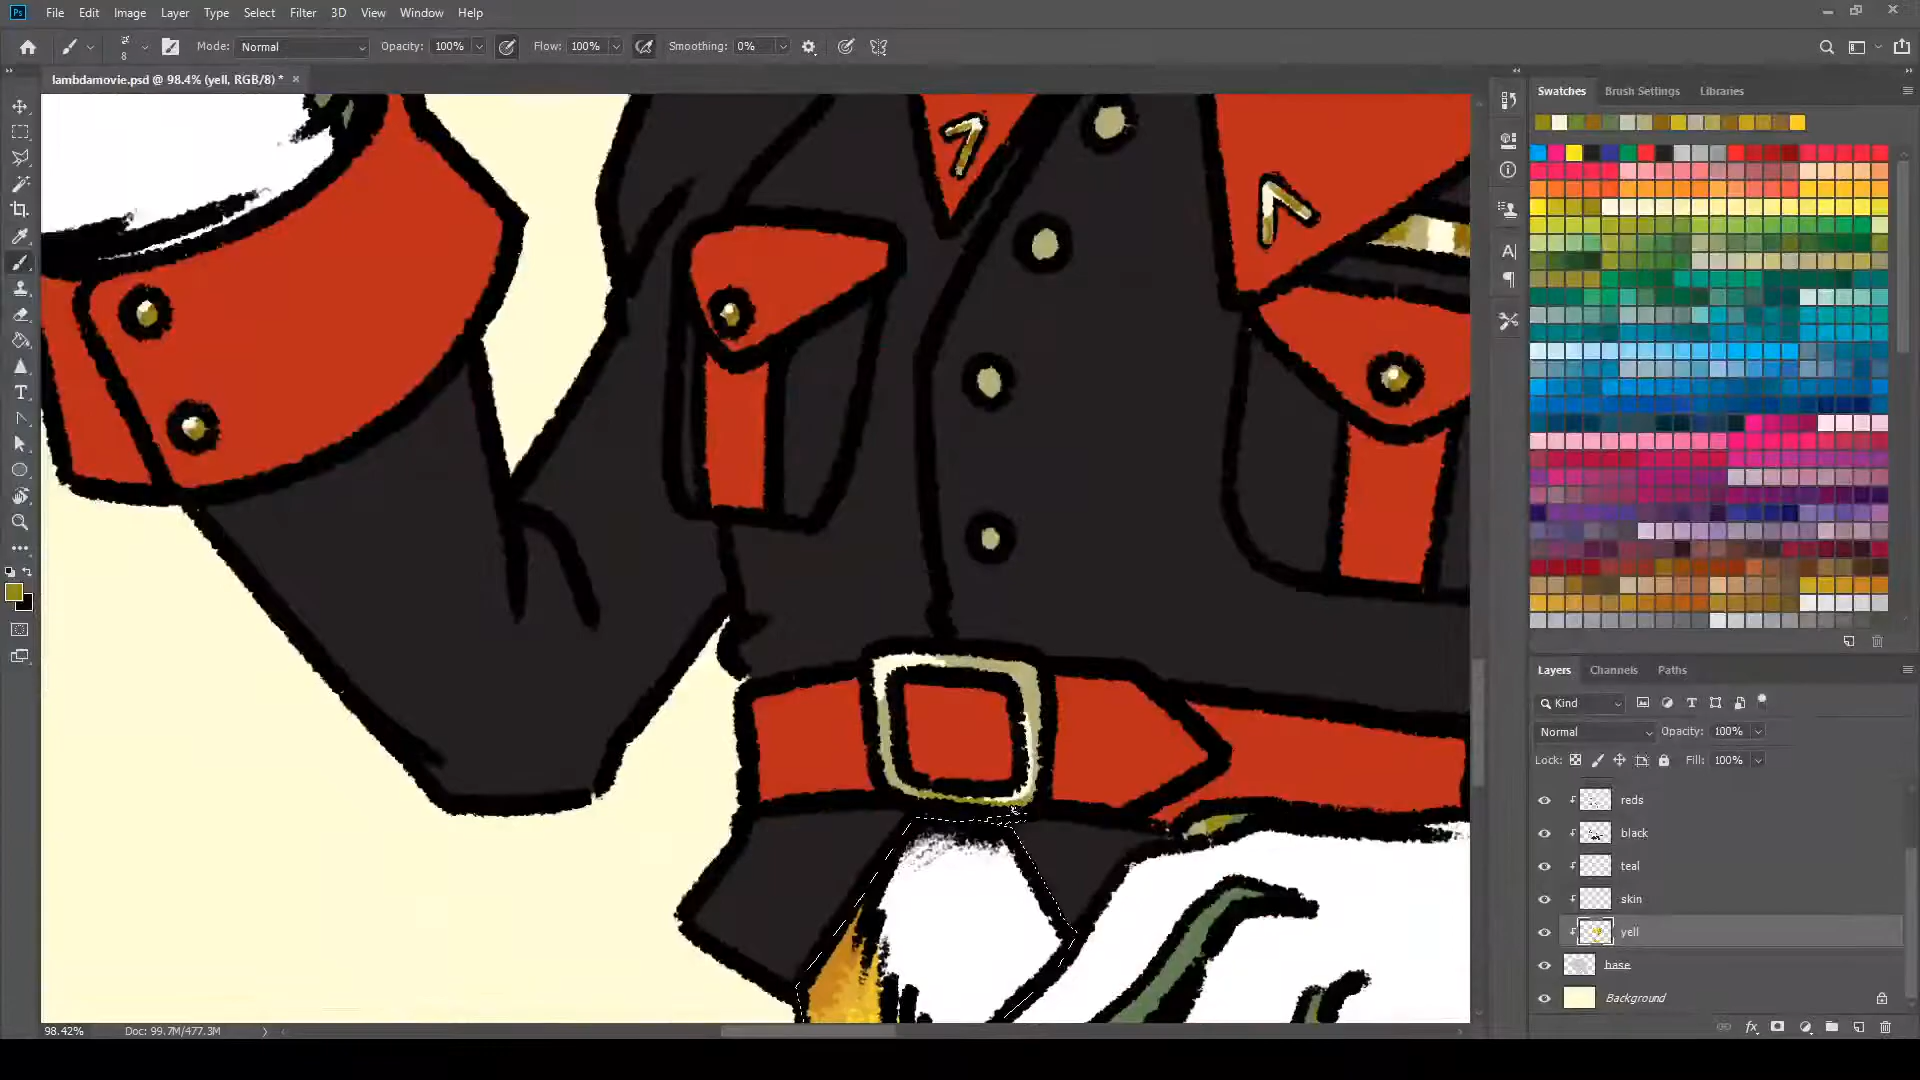 Ps File Edit Image Layer Type Select Filter 3D View Window Help
8 Mode: Normal Opacity: 100% Flow: 100% Smoothing: 0%
lambdamovie.psd @ 98.4% (yell, RGB/8) * ×
Swatches Brush Settings Libraries
Layers Channels Paths
Kind
Normal Opacity: 100%
Lock: Fill: 100%
reds
black
teal
skin
yell
base
Background
98.42% Doc: 99.7M/477.3M